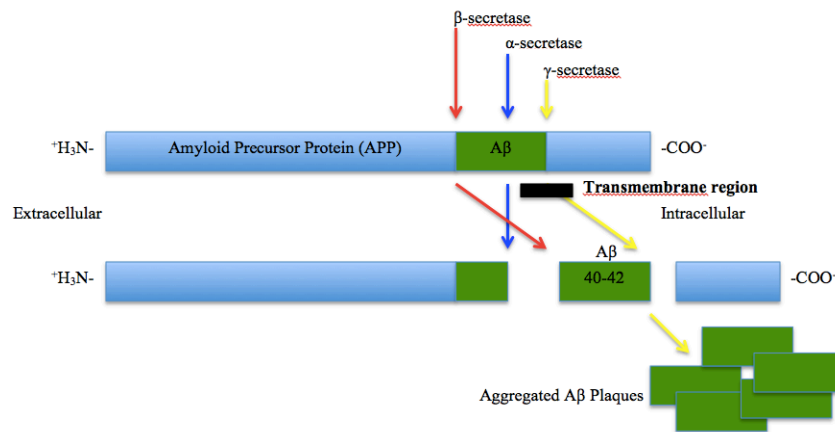 β-secretase
α-secretase
γ-secretase
⁺H₃N-
Amyloid Precursor Protein (APP)
Aβ
-COO⁻
Transmembrane region
Extracellular
Intracellular
Aβ
⁺H₃N-
40-42
-COO⁻
Aggregated Aβ Plaques